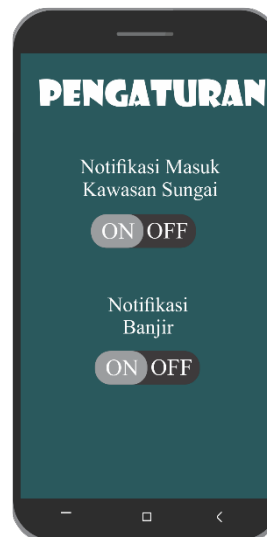 PENGATURAN
Notifikasi Masuk
Kawasan Sungai
ON OFF
Notifikasi
Banjir
ON OFF